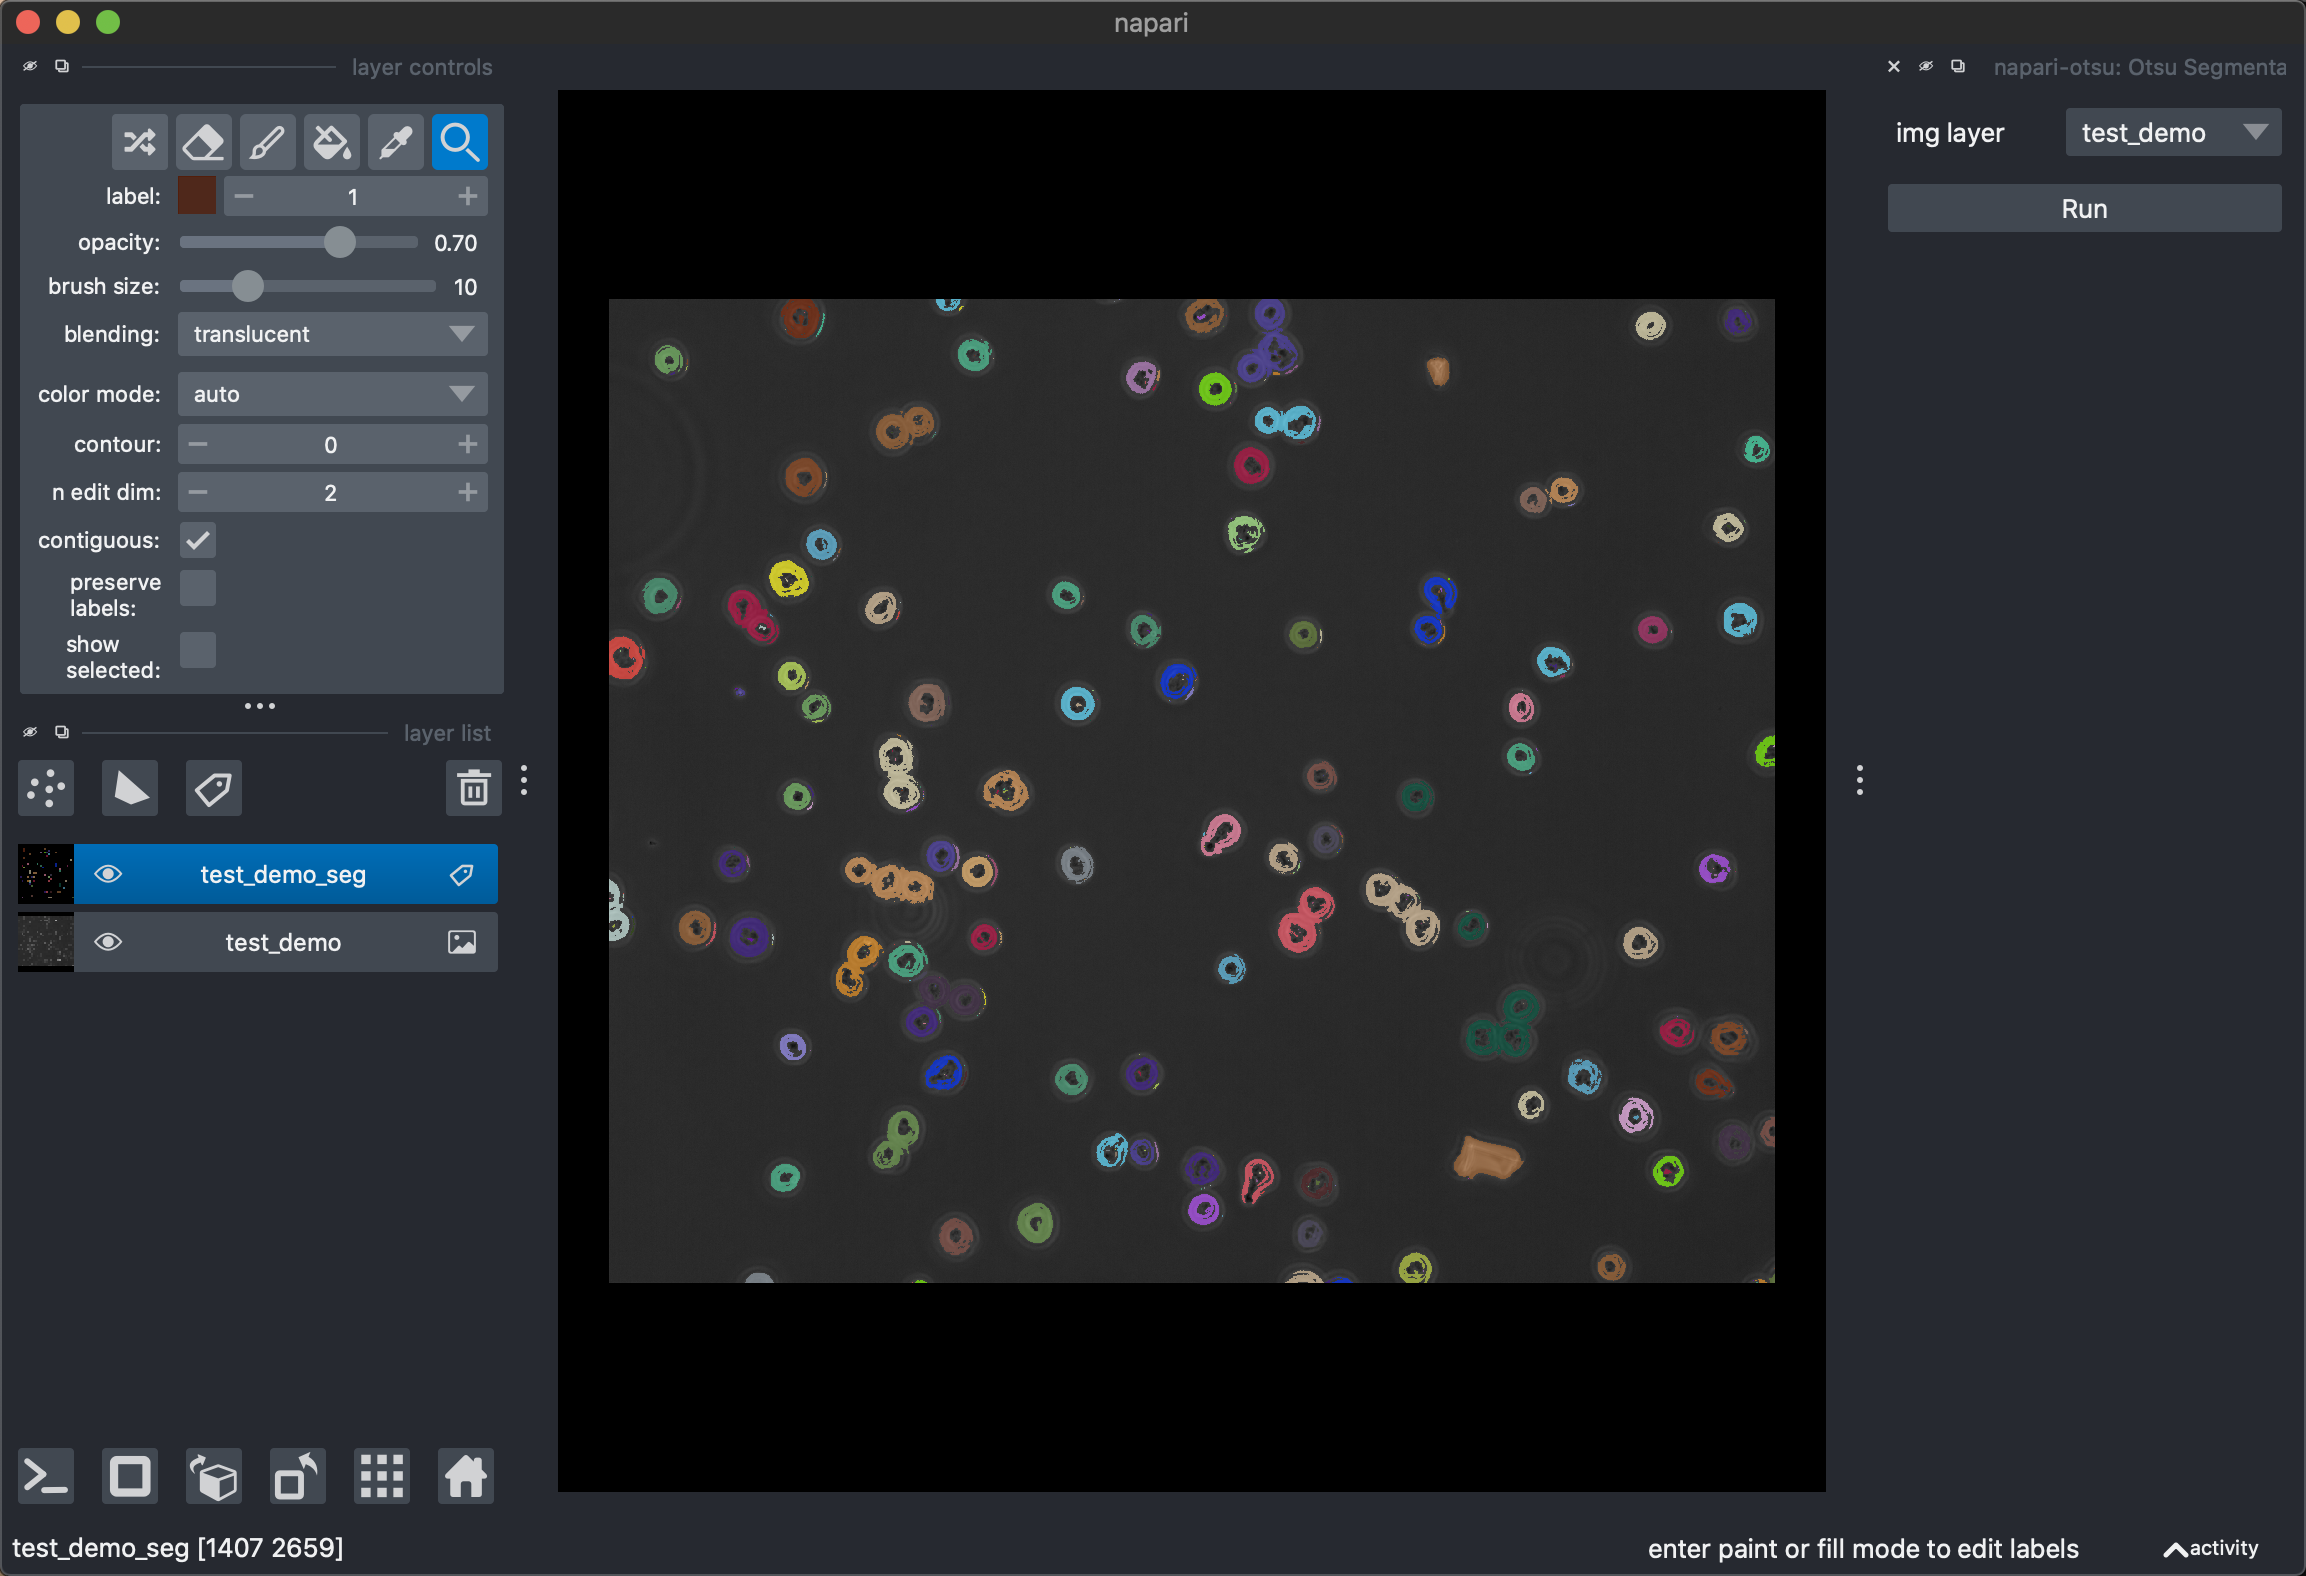 napari
layer controls
label:
1
opacity:
0.70
brush size:
10
blending:
translucent
color mode:
auto
contour:
0
n edit dim:
2
contiguous:
preserve
labels:
show
selected:
layer list
test_demo_seg
test_demo
napari-otsu: Otsu Segmenta
img layer
test_demo
Run
test_demo_seg [1407 2659]
enter paint or fill mode to edit labels
activity